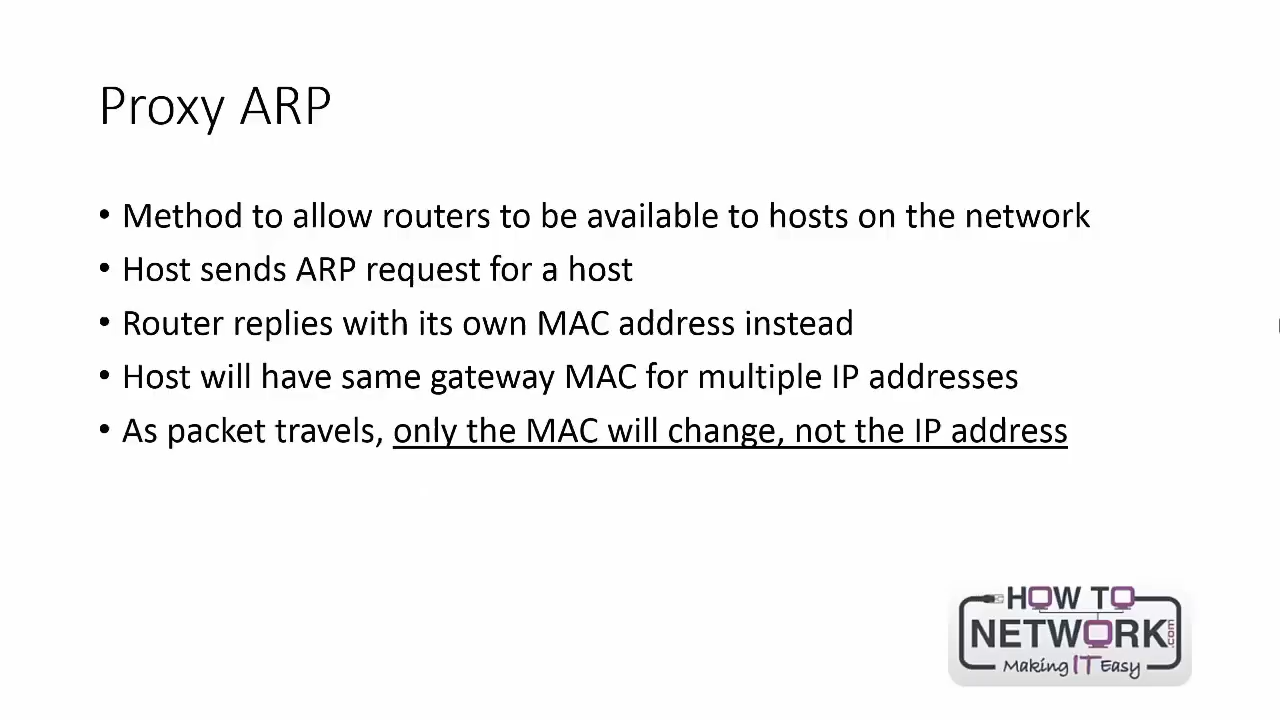 Proxy ARP
• Method to allow routers to be available to hosts on the network
• Host sends ARP request for a host
• Router replies with its own MAC address instead
• Host will have same gateway MAC for multiple IP addresses
• As packet travels, only the MAC will change, not the IP address
HOW TO
NETWORK.com
Making IT Easy